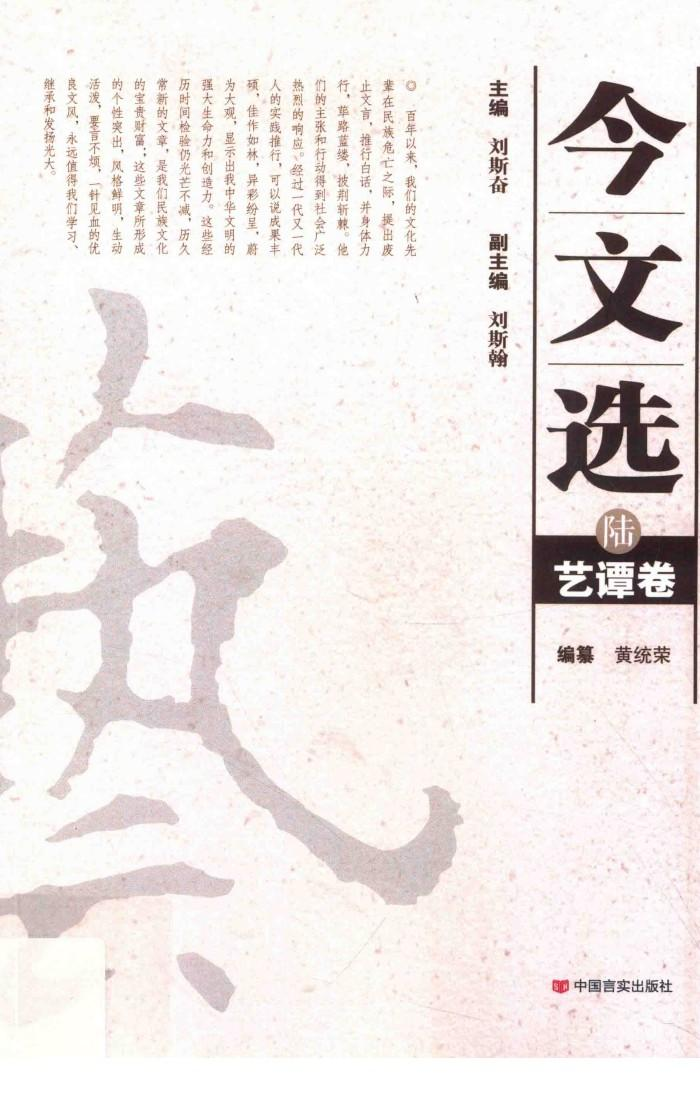 今文选
陆
艺谭卷
编纂 黄统荣
主编 刘斯奋 副主编 刘斯翰
◎ 百年以来，我们的文化先
辈在民族危亡之际，提出废
止文言，推行白话，并身体力
行，筚路蓝缕，披荆斩棘。他
们的主张和行动得到社会广泛
热烈的响应。经过一代又一代
人的实践推行，可以说成果丰
硕，佳作如林，异彩纷呈，蔚
为大观，显示出我中华文明的
强大生命力和创造力。这些经
历时间检验仍光芒不减，历久
常新的文章，是我们民族文化
的宝贵财富；这些文章所形成
的个性突出、风格鲜明，生动
活泼，要言不烦，一针见血的优
良文风，永远值得我们学习、
继承和发扬光大。
藝
中国言实出版社